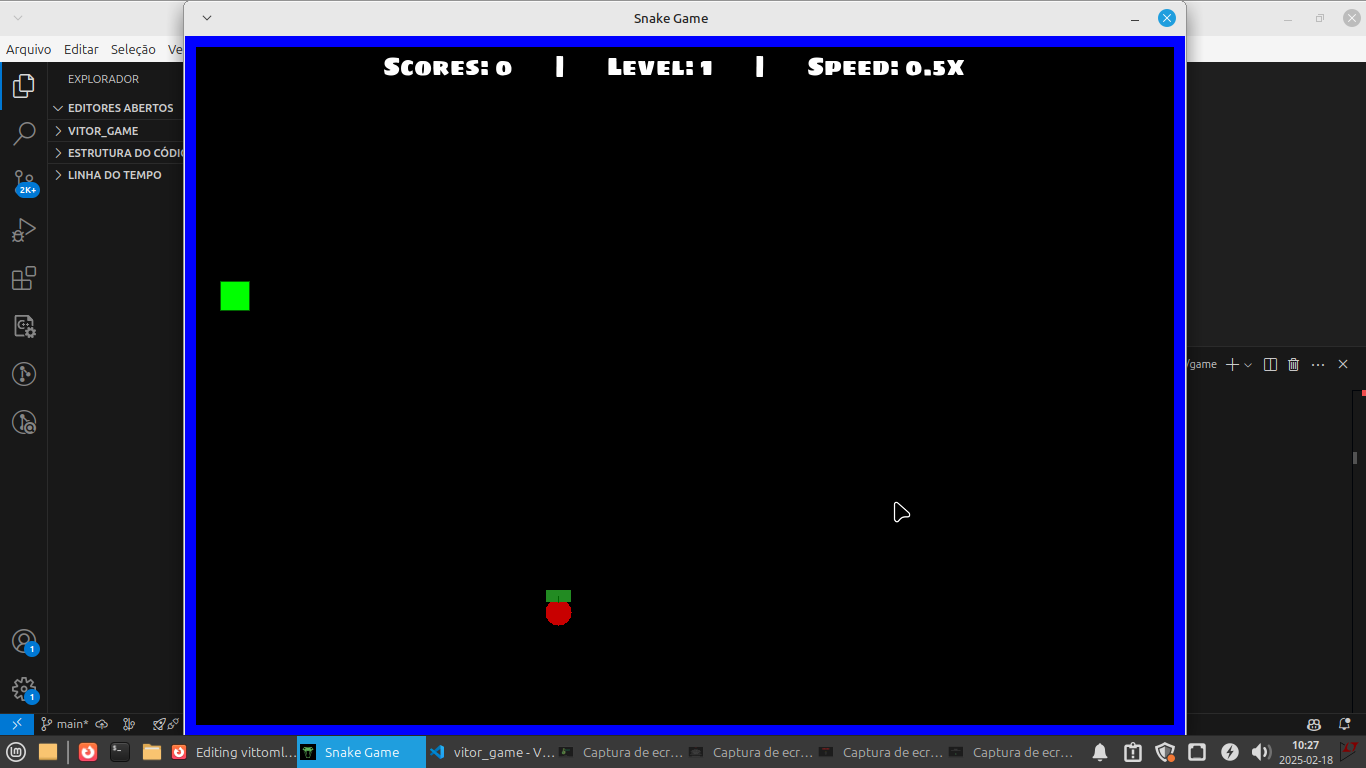 Snake Game
Arquivo Editar Seleção Ve
EXPLORADOR
EDITORES ABERTOS
VITOR_GAME
ESTRUTURA DO CÓDIG
LINHA DO TEMPO
2K+
Scores: 0 | Level: 1 | Speed: 0.5X
/game
1
1
main*
Editing vittoml... Snake Game vitor_game - V... Captura de ecr... Captura de ecr... Captura de ecr... Captura de ecr...
10:27
2025-02-18